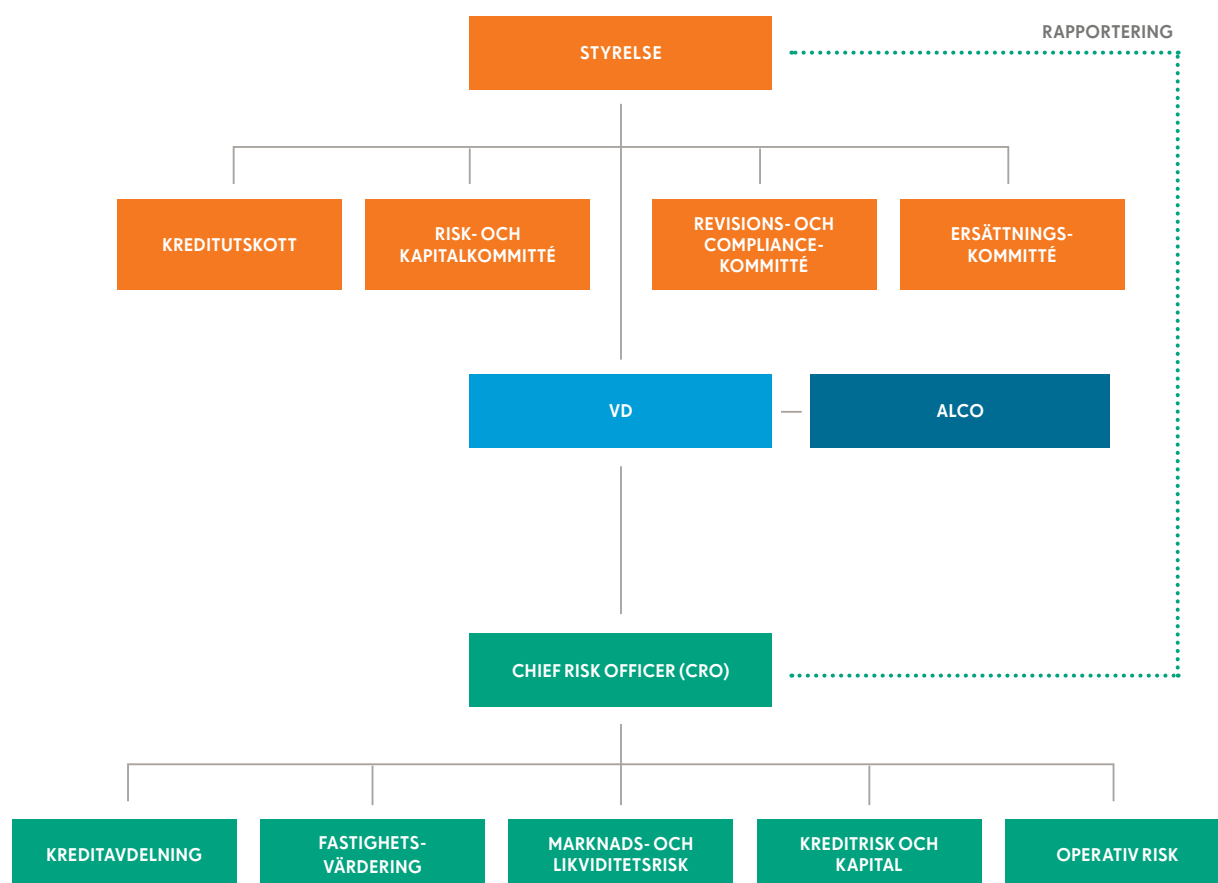 RAPPORTERING
STYRELSE
KREDITUTSKOTT
RISK- OCH
KAPITALKOMMITTÉ
REVISIONS- OCH
COMPLIANCE-
KOMMITTÉ
ERSÄTTNINGS-
KOMMITTÉ
VD
ALCO
CHIEF RISK OFFICER (CRO)
KREDITAVDELNING
FASTIGHETS-
VÄRDERING
MARKNADS- OCH
LIKVIDITETSRISK
KREDITRISK OCH
KAPITAL
OPERATIV RISK